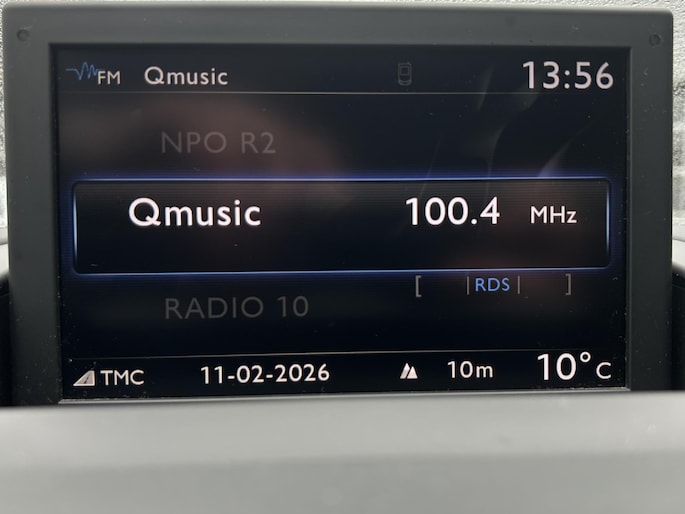 FM Qmusic 13:56
NPO R2
Qmusic 100.4 MHz
[ | RDS | ]
RADIO 10
TMC 11-02-2026 10m 10°C